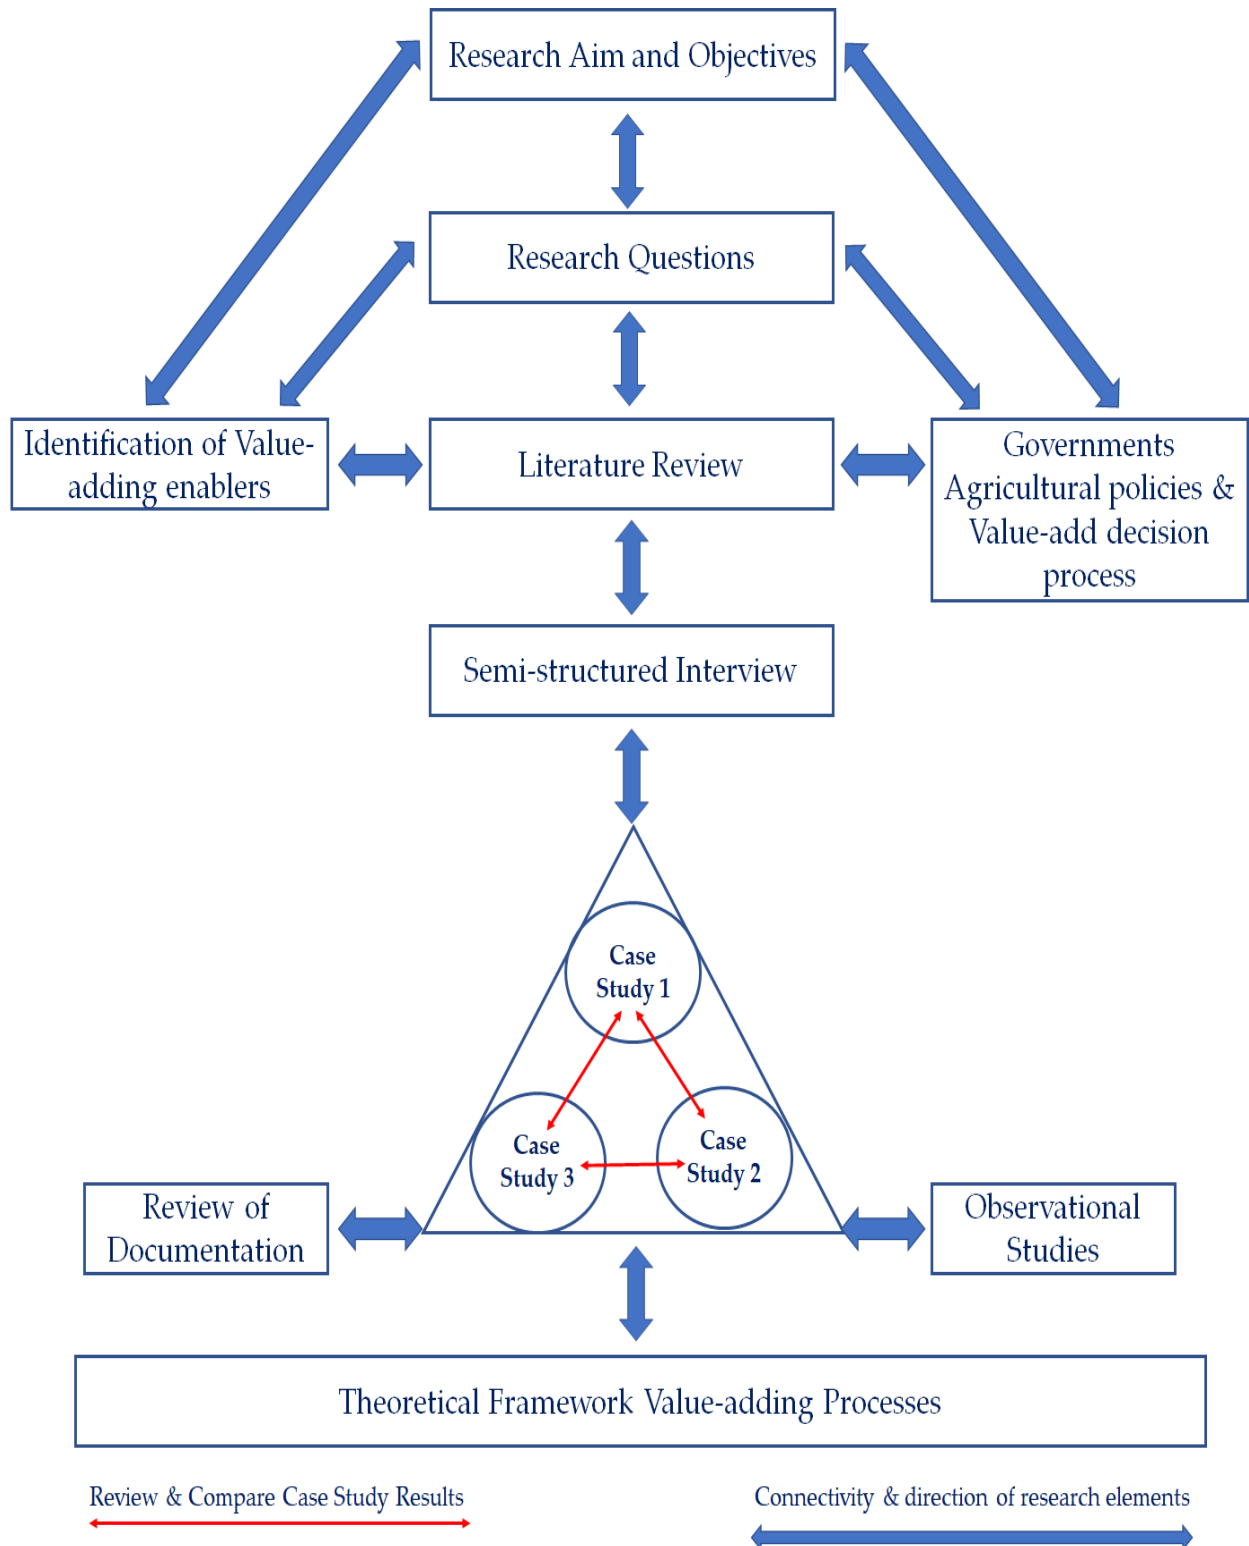 Research Aim and Objectives
Research Questions
Identification of Value-
adding enablers
Literature Review
Governments
Agricultural policies &
Value-add decision
process
Semi-structured Interview
Case
Study 1
Case
Study 3
Case
Study 2
Review of
Documentation
Observational
Studies
Theoretical Framework Value-adding Processes
Review & Compare Case Study Results
Connectivity & direction of research elements